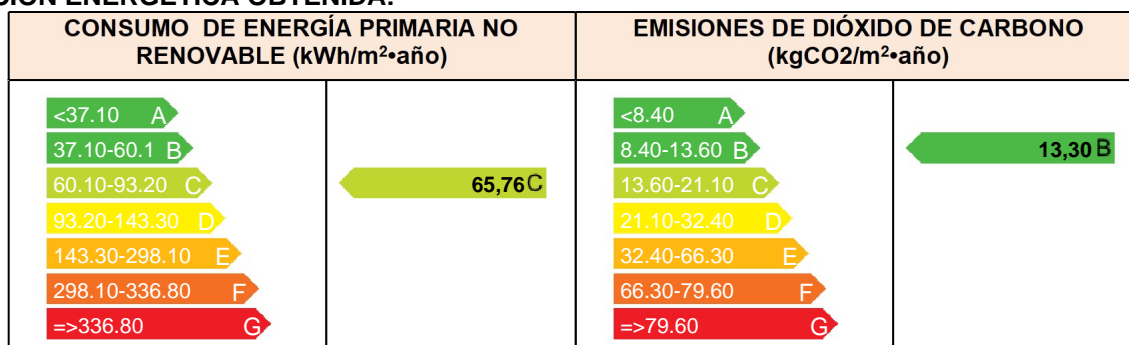 SIÓN ENERGÉTICA OBTENIDA:
CONSUMO DE ENERGÍA PRIMARIA NO
RENOVABLE (kWh/m²•año)
<37.10 A
37.10-60.1 B
60.10-93.20 C
93.20-143.30 D
143.30-298.10 E
298.10-336.80 F
=>336.80 G
65,76 C
EMISIONES DE DIÓXIDO DE CARBONO
(kgCO2/m²•año)
<8.40 A
8.40-13.60 B
13.60-21.10 C
21.10-32.40 D
32.40-66.30 E
66.30-79.60 F
=>79.60 G
13,30 B